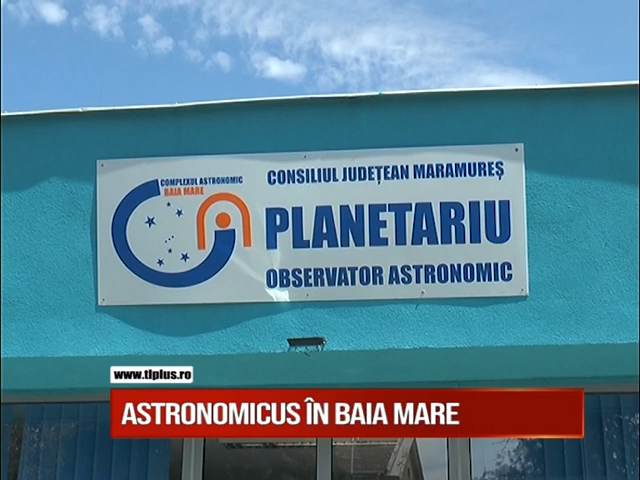 COMPLEXUL ASTRONOMIC
BAIA MARE
CONSILIUL JUDEȚEAN MARAMUREȘ
PLANETARIU
OBSERVATOR ASTRONOMIC
www.tlplus.ro
ASTRONOMICUS ÎN BAIA MARE